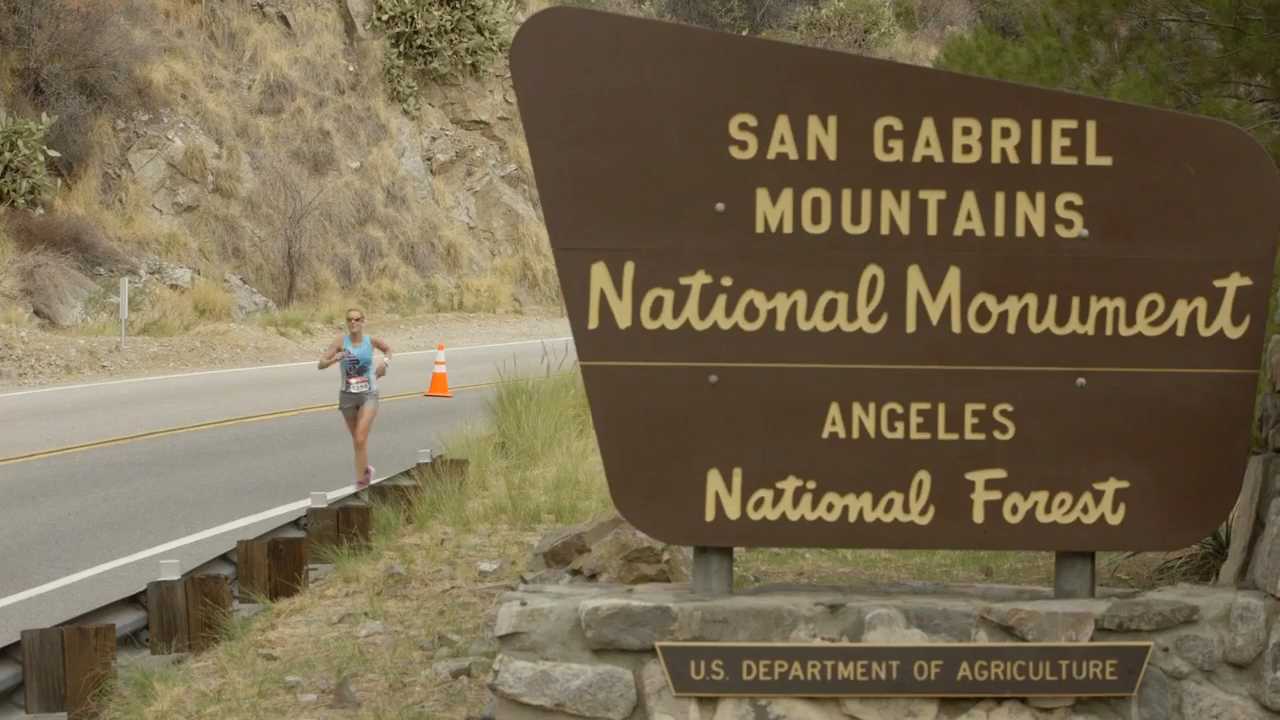 SAN GABRIEL
MOUNTAINS
National Monument
ANGELES
National Forest
U.S. DEPARTMENT OF AGRICULTURE